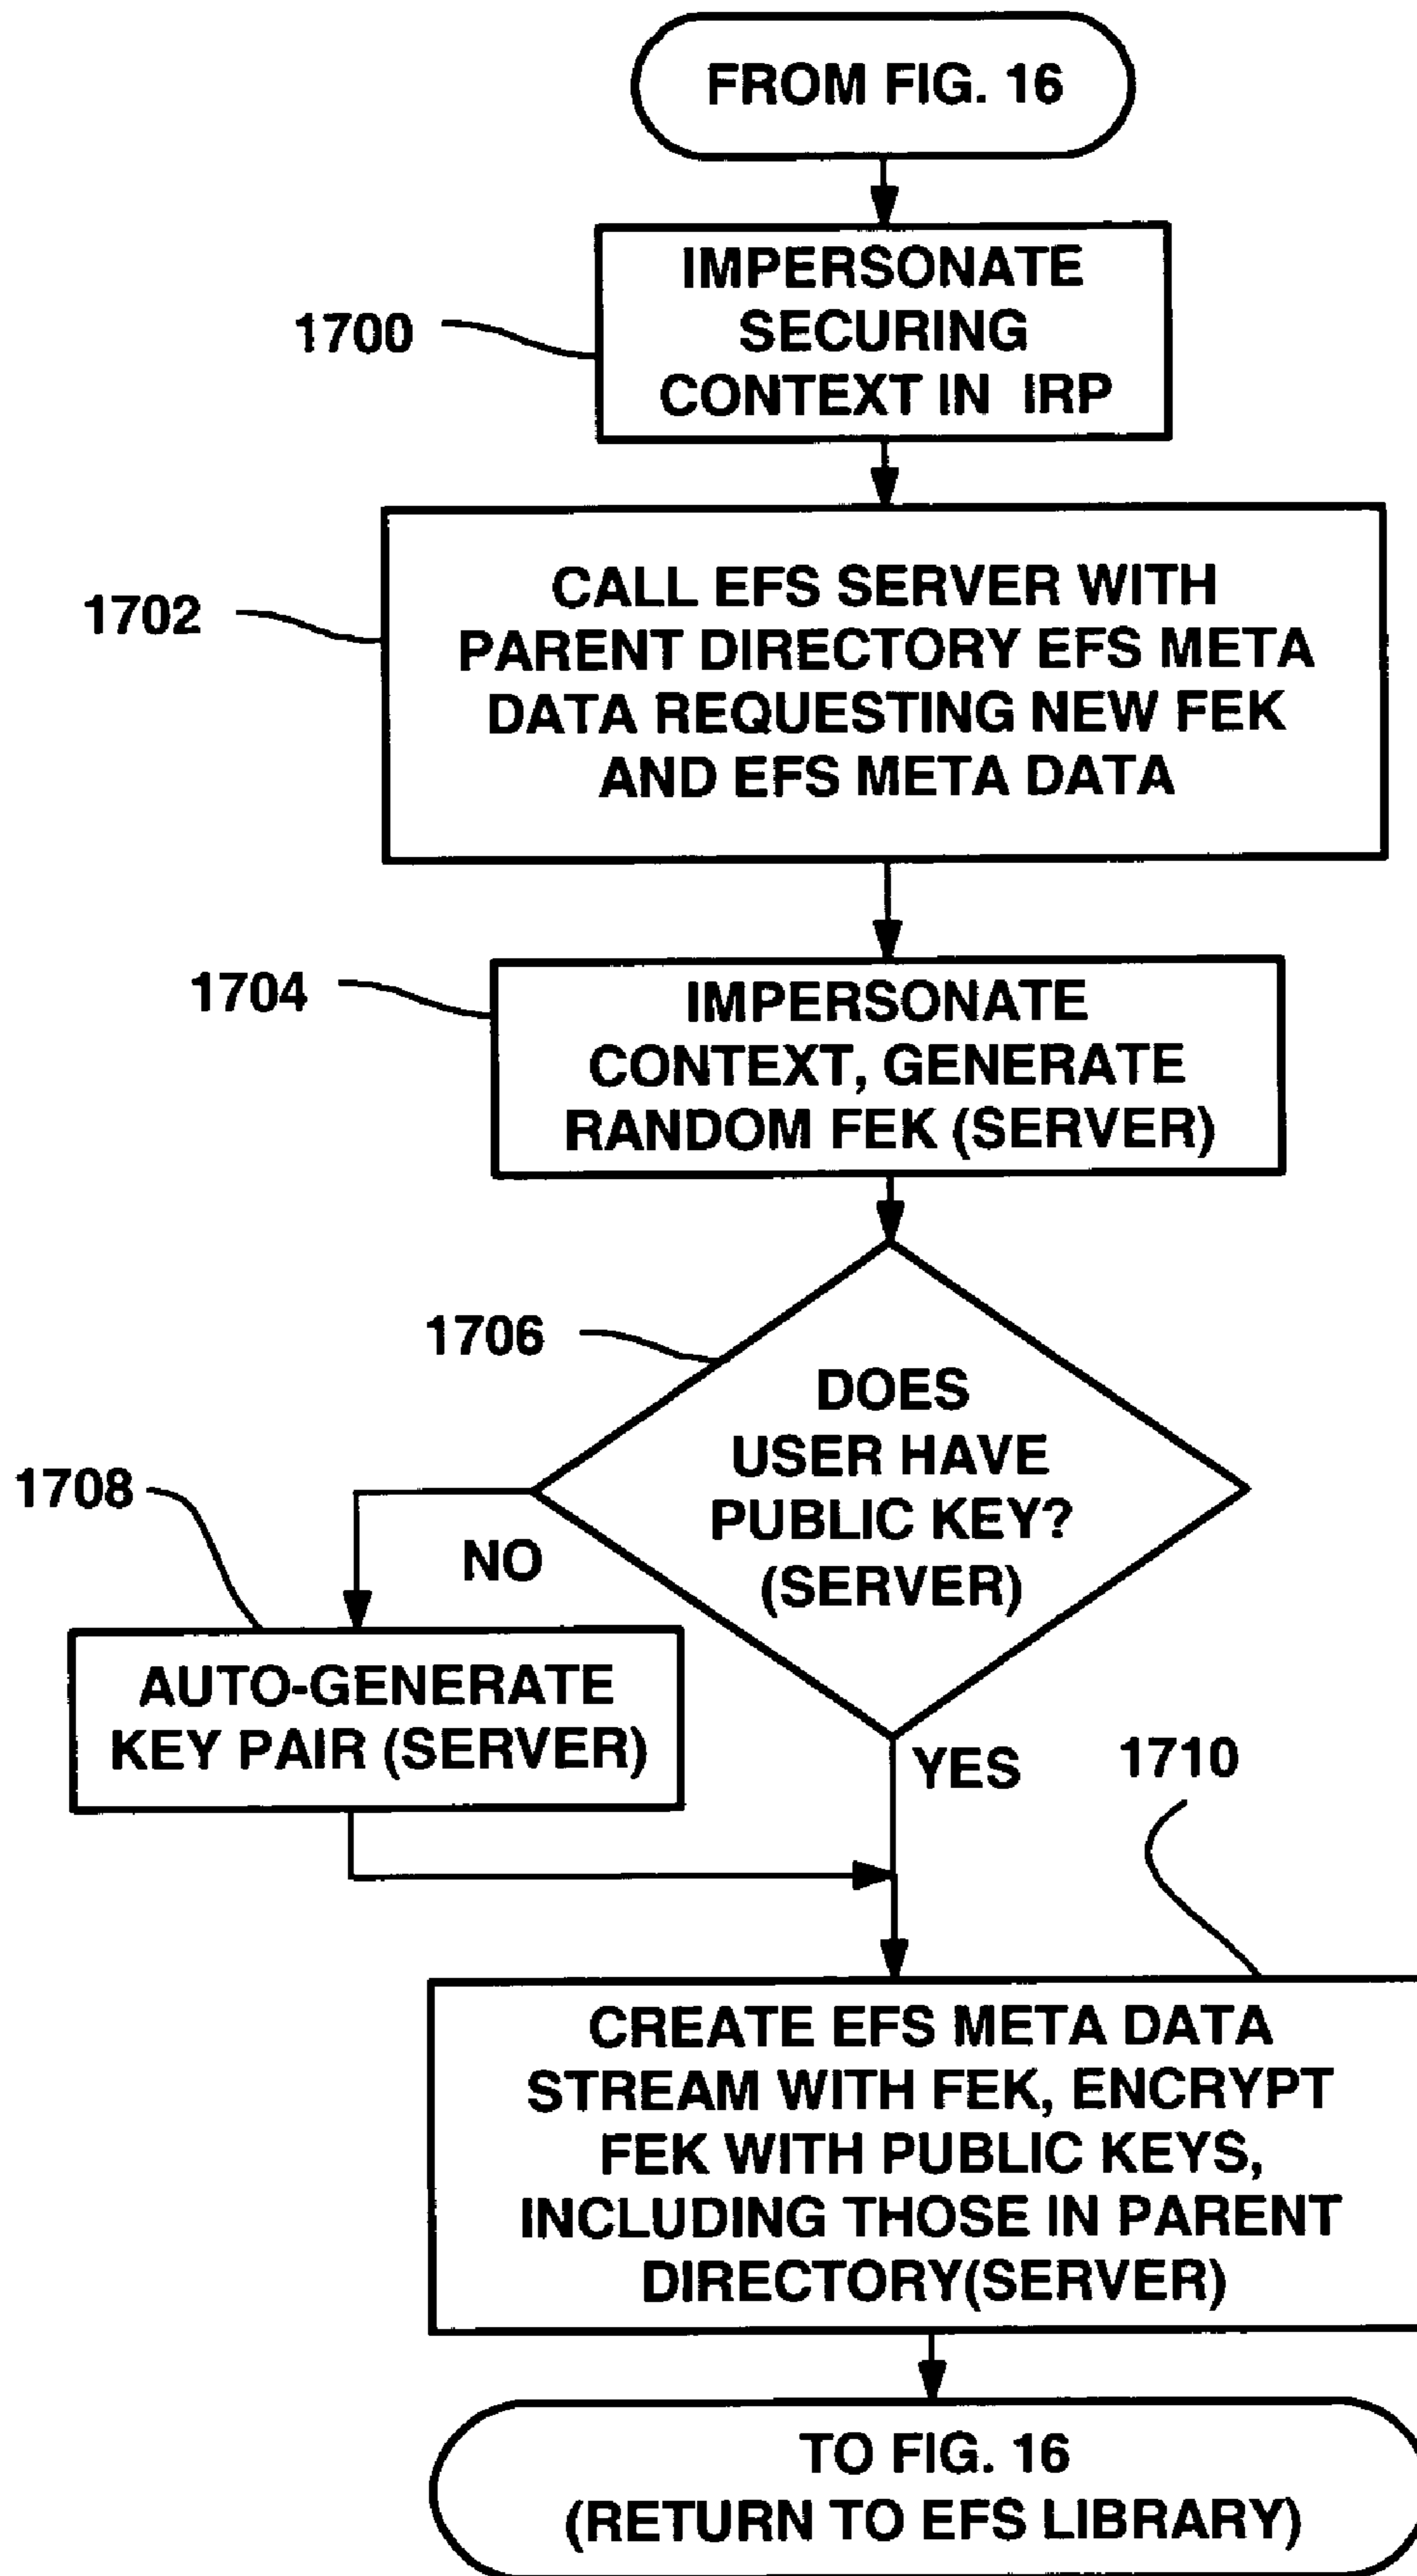 FROM FIG. 16
1700
IMPERSONATE
SECURING
CONTEXT IN IRP
1702
CALL EFS SERVER WITH
PARENT DIRECTORY EFS META
DATA REQUESTING NEW FEK
AND EFS META DATA
1704
IMPERSONATE
CONTEXT, GENERATE
RANDOM FEK (SERVER)
1706
DOES
USER HAVE
PUBLIC KEY?
(SERVER)
1708
NO
AUTO-GENERATE
KEY PAIR (SERVER)
YES
1710
CREATE EFS META DATA
STREAM WITH FEK, ENCRYPT
FEK WITH PUBLIC KEYS,
INCLUDING THOSE IN PARENT
DIRECTORY(SERVER)
TO FIG. 16
(RETURN TO EFS LIBRARY)